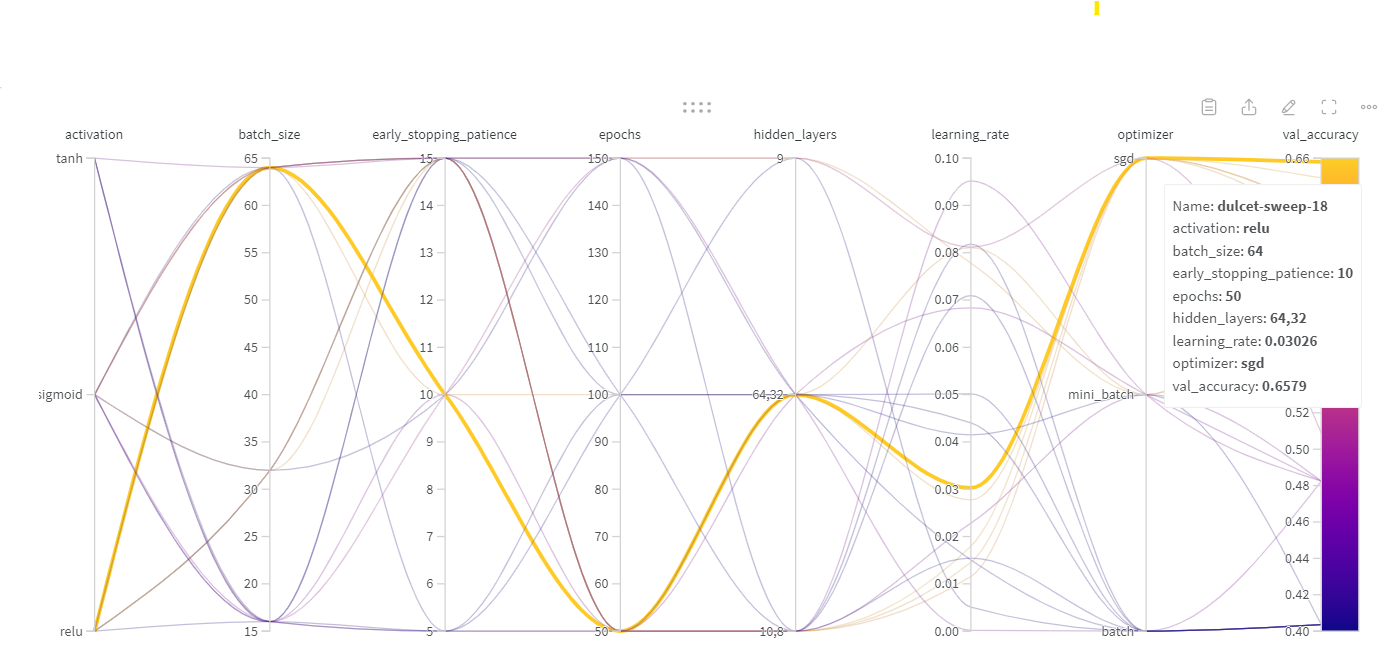 activation batch_size early_stopping_patience epochs hidden_layers learning_rate optimizer val_accuracy
tanh 65 15 150 9 0.10 sgd 0.66
60 14 140 0.09
Name: dulcet-sweep-18
activation: relu
55 13 130 0.08
batch_size: 64
early_stopping_patience: 10
50 12 120 0.07
epochs: 50
hidden_layers: 64,32
45 11 110 0.06
learning_rate: 0.03026
optimizer: sgd
val_accuracy: 0.6579
sigmoid 40 10 100 64,32 0.05 mini_batch
0.52
35 9 90 0.04
0.50
30 8 80 0.03 0.48
0.46
25 7 70 0.02
0.44
20 6 60 0.01
0.42
relu 15 5 50 10,8 0.00 batch 0.40